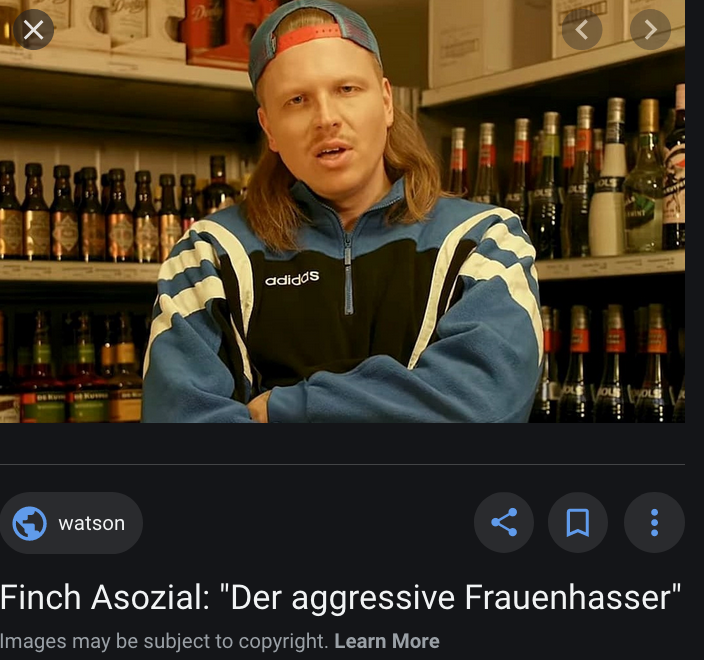 adidas
watson
Finch Asozial: "Der aggressive Frauenhasser"
Images may be subject to copyright. Learn More